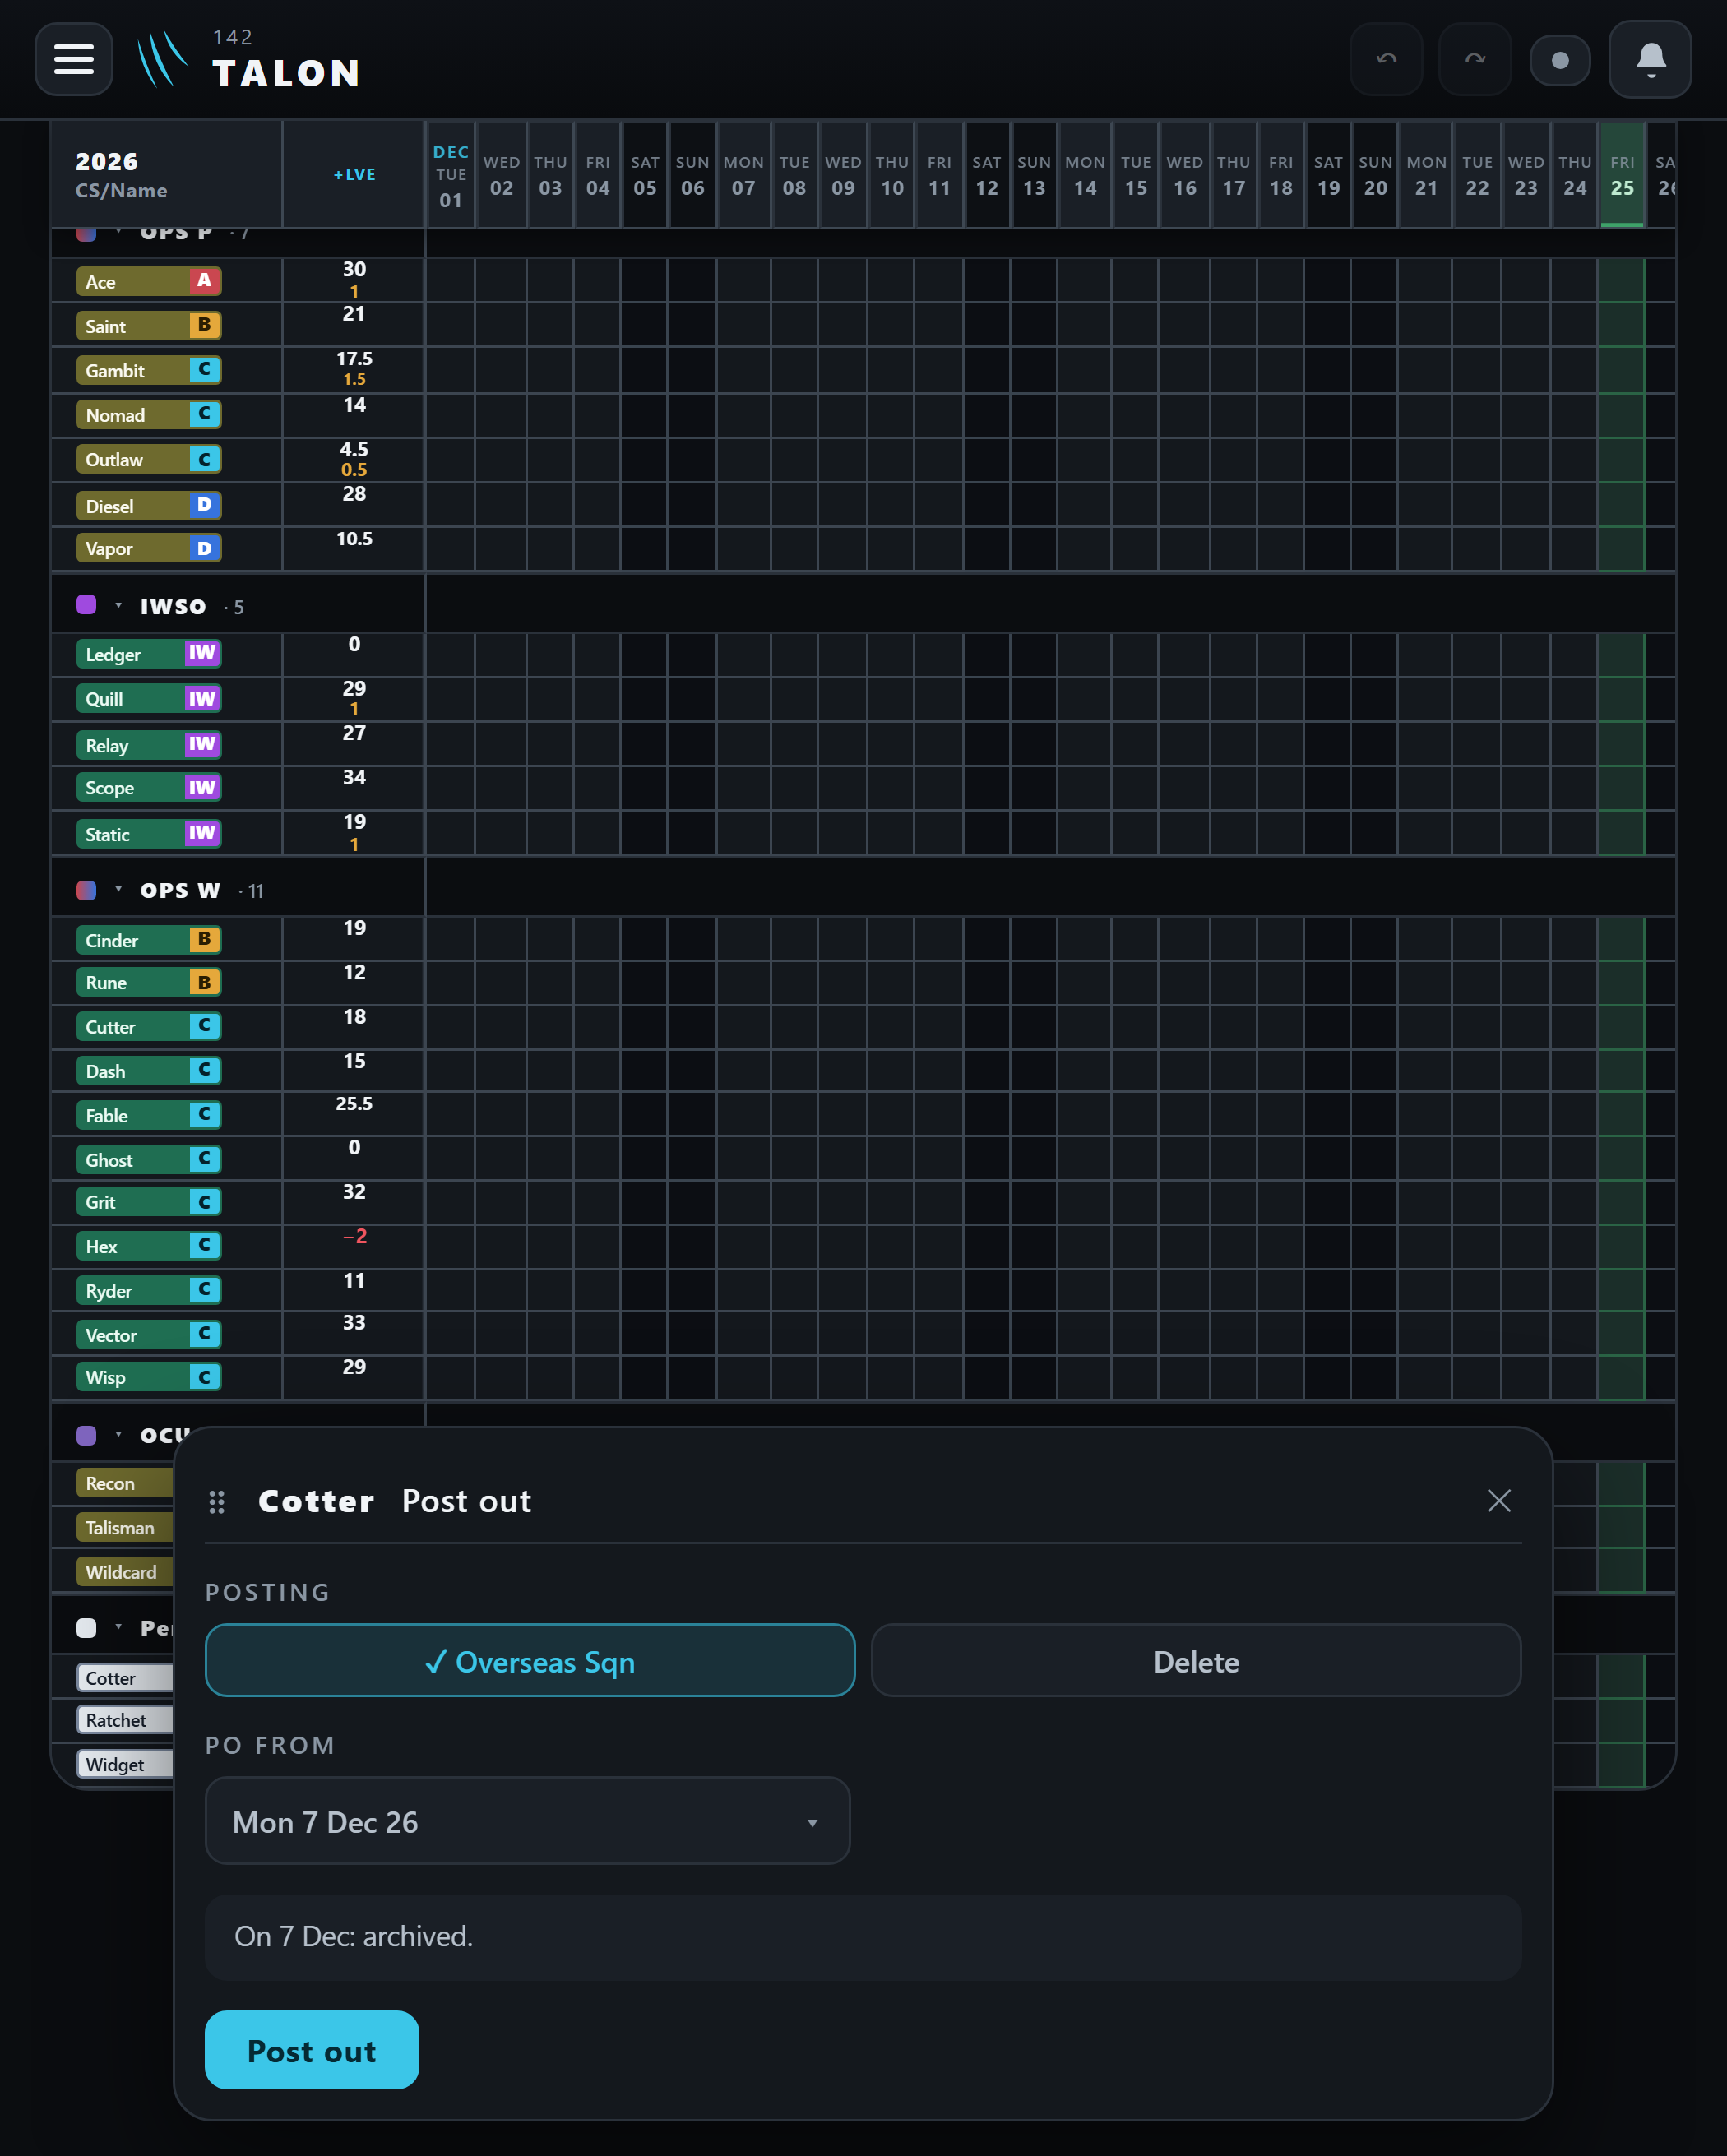 142
TALON
2026
CS/Name
+LVE
DEC
TUE 01
WED 02
THU 03
FRI 04
SAT 05
SUN 06
MON 07
TUE 08
WED 09
THU 10
FRI 11
SAT 12
SUN 13
MON 14
TUE 15
WED 16
THU 17
FRI 18
SAT 19
SUN 20
MON 21
TUE 22
WED 23
THU 24
FRI 25
OPS P · 7
Ace A 30
1
Saint B 21
Gambit C 17.5
1.5
Nomad C 14
Outlaw C 4.5
0.5
Diesel D 28
Vapor D 10.5
IWSO · 5
Ledger IW 0
Quill IW 29
1
Relay IW 27
Scope IW 34
Static IW 19
1
OPS W · 11
Cinder B 19
Rune B 12
Cutter C 18
Dash C 15
Fable C 25.5
Ghost C 0
Grit C 32
Hex C −2
Ryder C 11
Vector C 33
Wisp C 29
OCU
Recon
Talisman
Wildcard
Cotter
Ratchet
Widget
Cotter Post out
POSTING
✓ Overseas Sqn
Delete
PO FROM
Mon 7 Dec 26
On 7 Dec: archived.
Post out